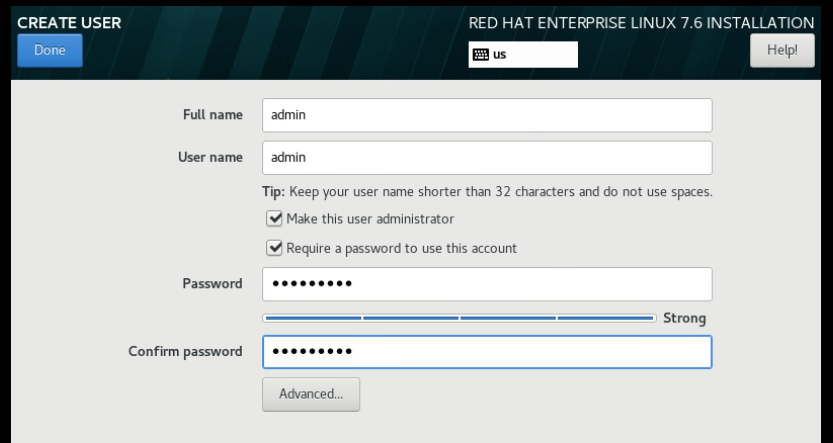 CREATE USER
RED HAT ENTERPRISE LINUX 7.6 INSTALLATION
Done
us
Help!
Full name
admin
User name
admin
Tip: Keep your user name shorter than 32 characters and do not use spaces.
Make this user administrator
Require a password to use this account
Password
●●●●●●●●●
Strong
Confirm password
●●●●●●●●●
Advanced...